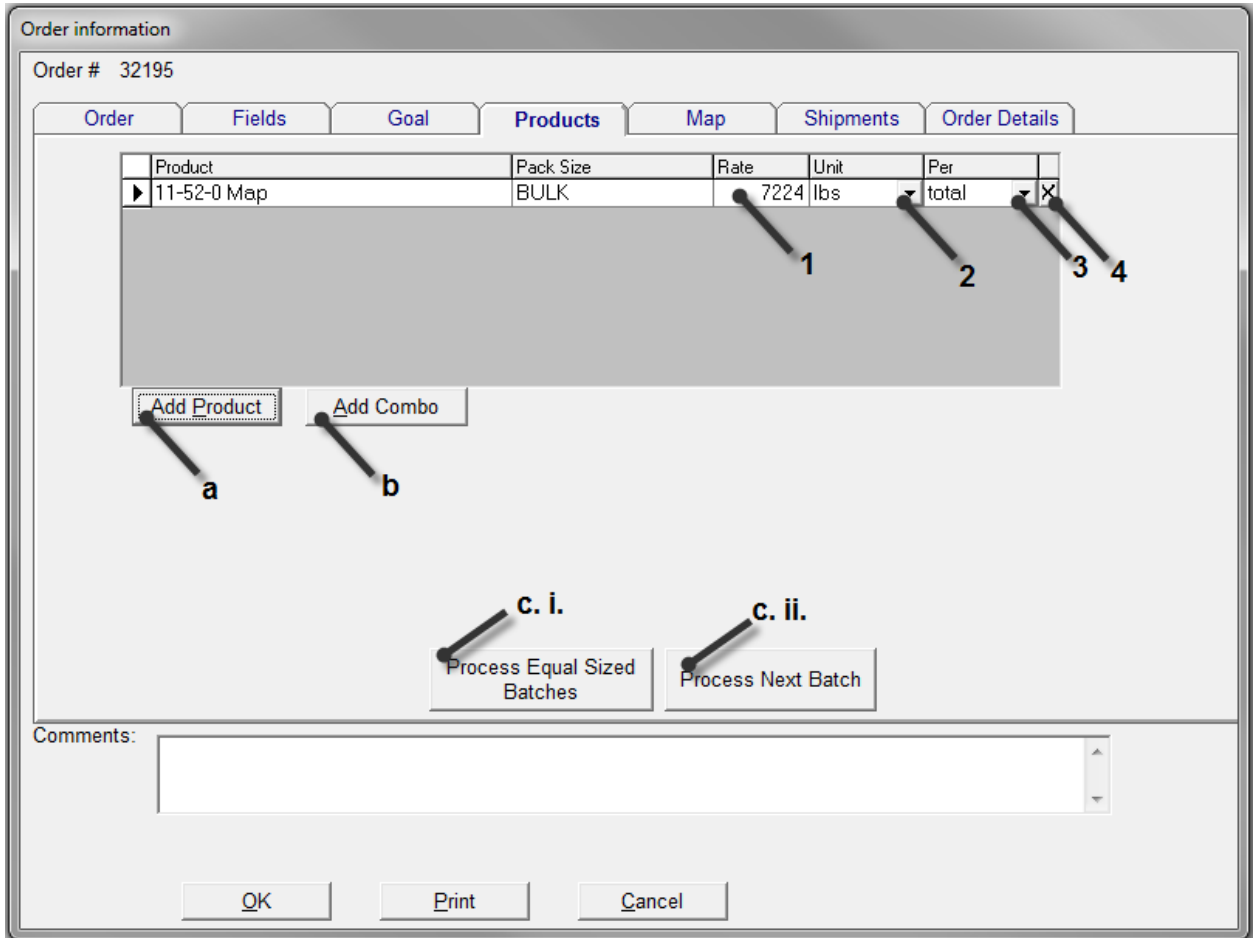 Order information
Order # 32195
Order Fields Goal Products Map Shipments Order Details
Product Pack Size Rate Unit Per
11-52-0 Map BULK 7224 lbs total X
1 2 3 4
Add Product Add Combo
a b
c. i. c. ii.
Process Equal Sized Batches
Process Next Batch
Comments:
OK Print Cancel